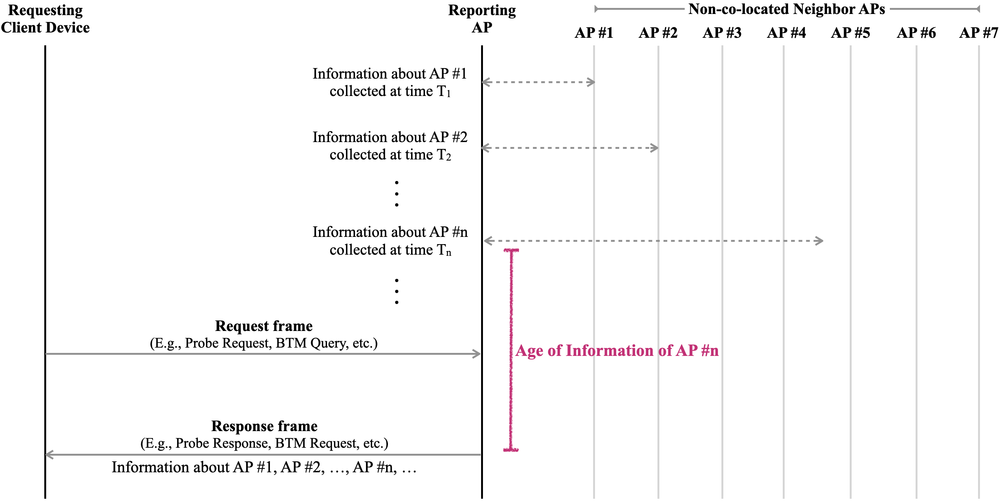 Requesting
Client Device
Reporting
AP
Non-co-located Neighbor APs
AP #1
AP #2
AP #3
AP #4
AP #5
AP #6
AP #7
Information about AP #1
collected at time T₁
Information about AP #2
collected at time T₂
Information about AP #n
collected at time Tₙ
Request frame
(E.g., Probe Request, BTM Query, etc.)
Age of Information of AP #n
Response frame
(E.g., Probe Response, BTM Request, etc.)
Information about AP #1, AP #2, …, AP #n, …